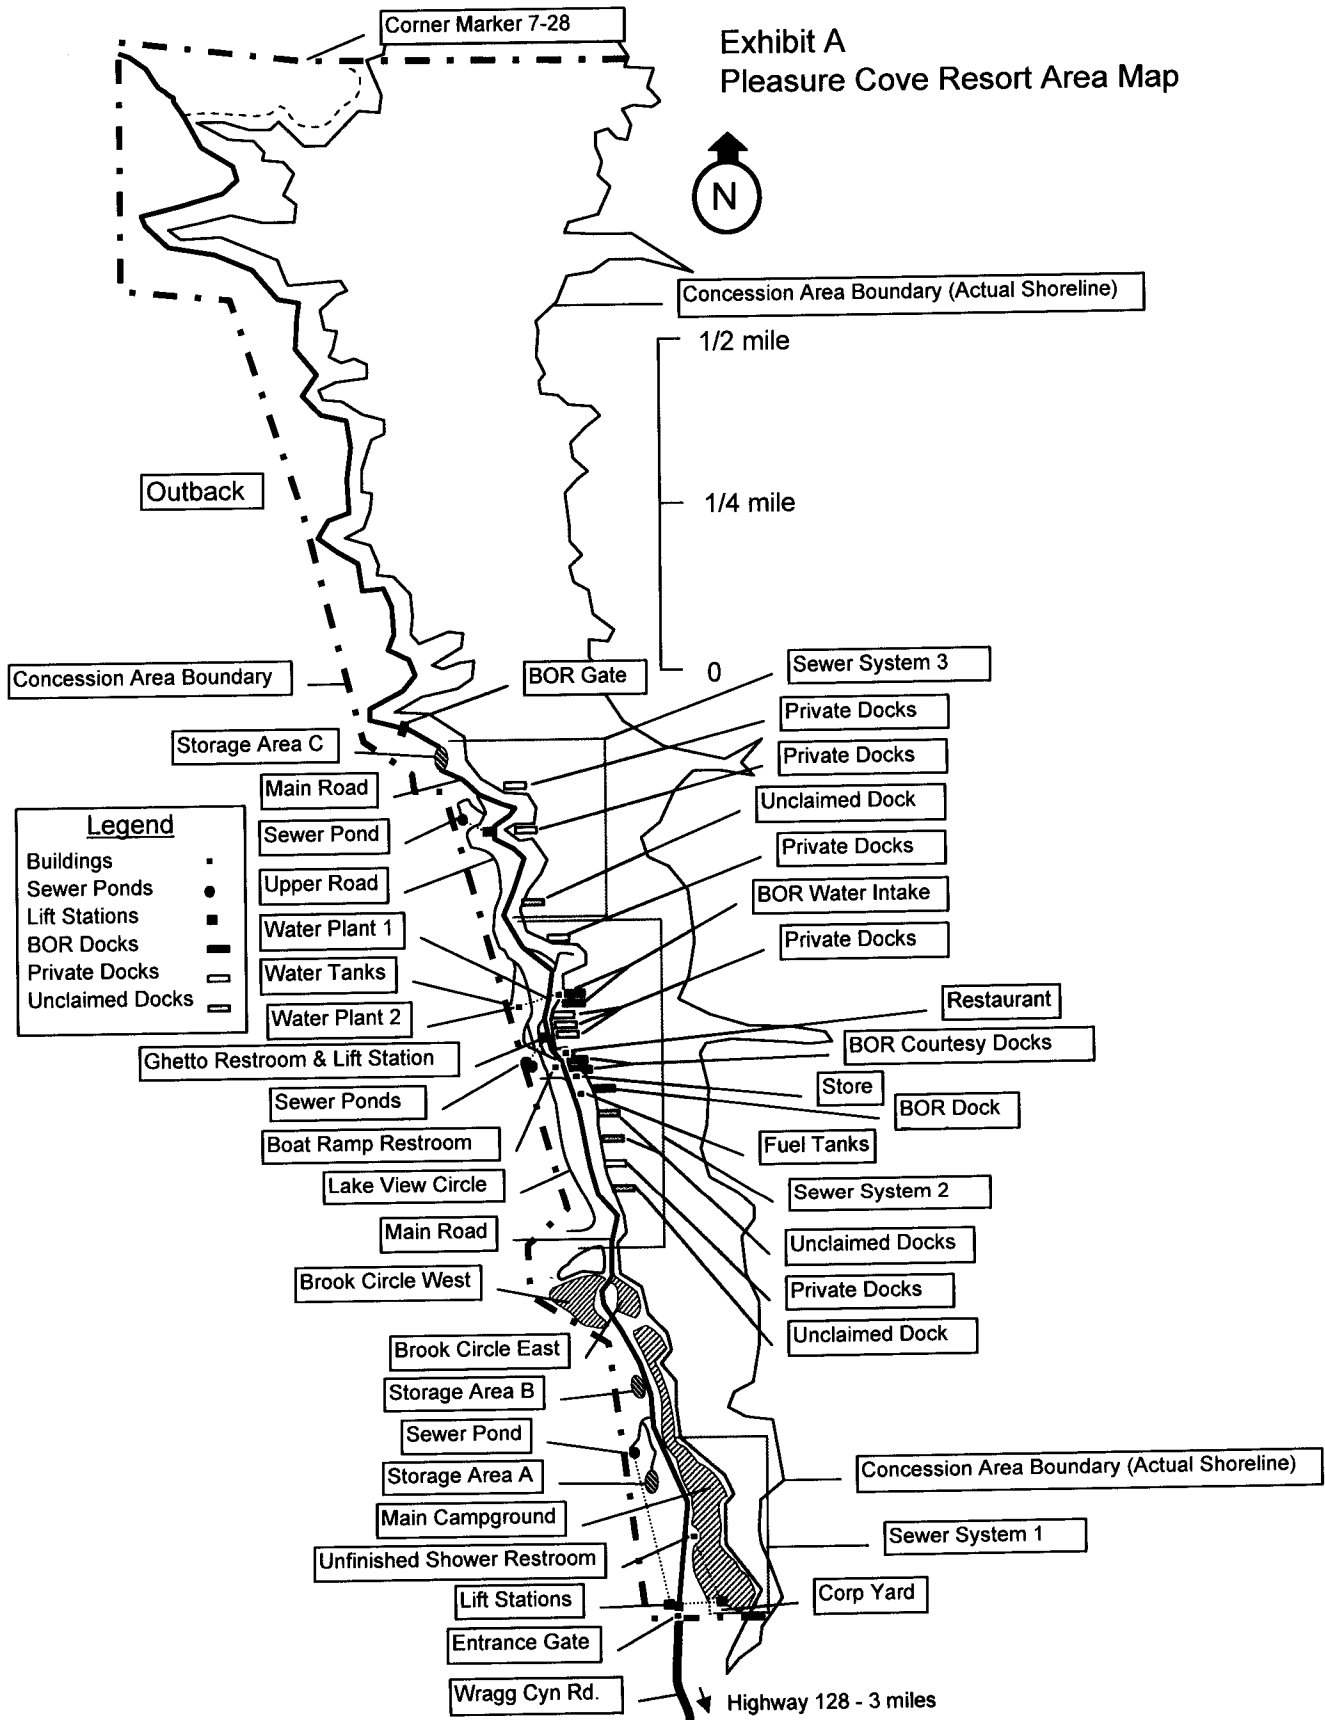 Corner Marker 7-28
Exhibit A
Pleasure Cove Resort Area Map
N
Concession Area Boundary (Actual Shoreline)
1/2 mile
Outback
1/4 mile
Concession Area Boundary
BOR Gate
0
Sewer System 3
Private Docks
Storage Area C
Private Docks
Main Road
Unclaimed Dock
Legend
Buildings
Sewer Ponds
Lift Stations
BOR Docks
Private Docks
Unclaimed Docks
Sewer Pond
Private Docks
Upper Road
BOR Water Intake
Water Plant 1
Private Docks
Water Tanks
Restaurant
Water Plant 2
BOR Courtesy Docks
Ghetto Restroom & Lift Station
Store
Sewer Ponds
BOR Dock
Boat Ramp Restroom
Fuel Tanks
Lake View Circle
Sewer System 2
Main Road
Unclaimed Docks
Brook Circle West
Private Docks
Unclaimed Dock
Brook Circle East
Storage Area B
Sewer Pond
Storage Area A
Concession Area Boundary (Actual Shoreline)
Main Campground
Sewer System 1
Unfinished Shower Restroom
Lift Stations
Corp Yard
Entrance Gate
Wragg Cyn Rd.
Highway 128 - 3 miles